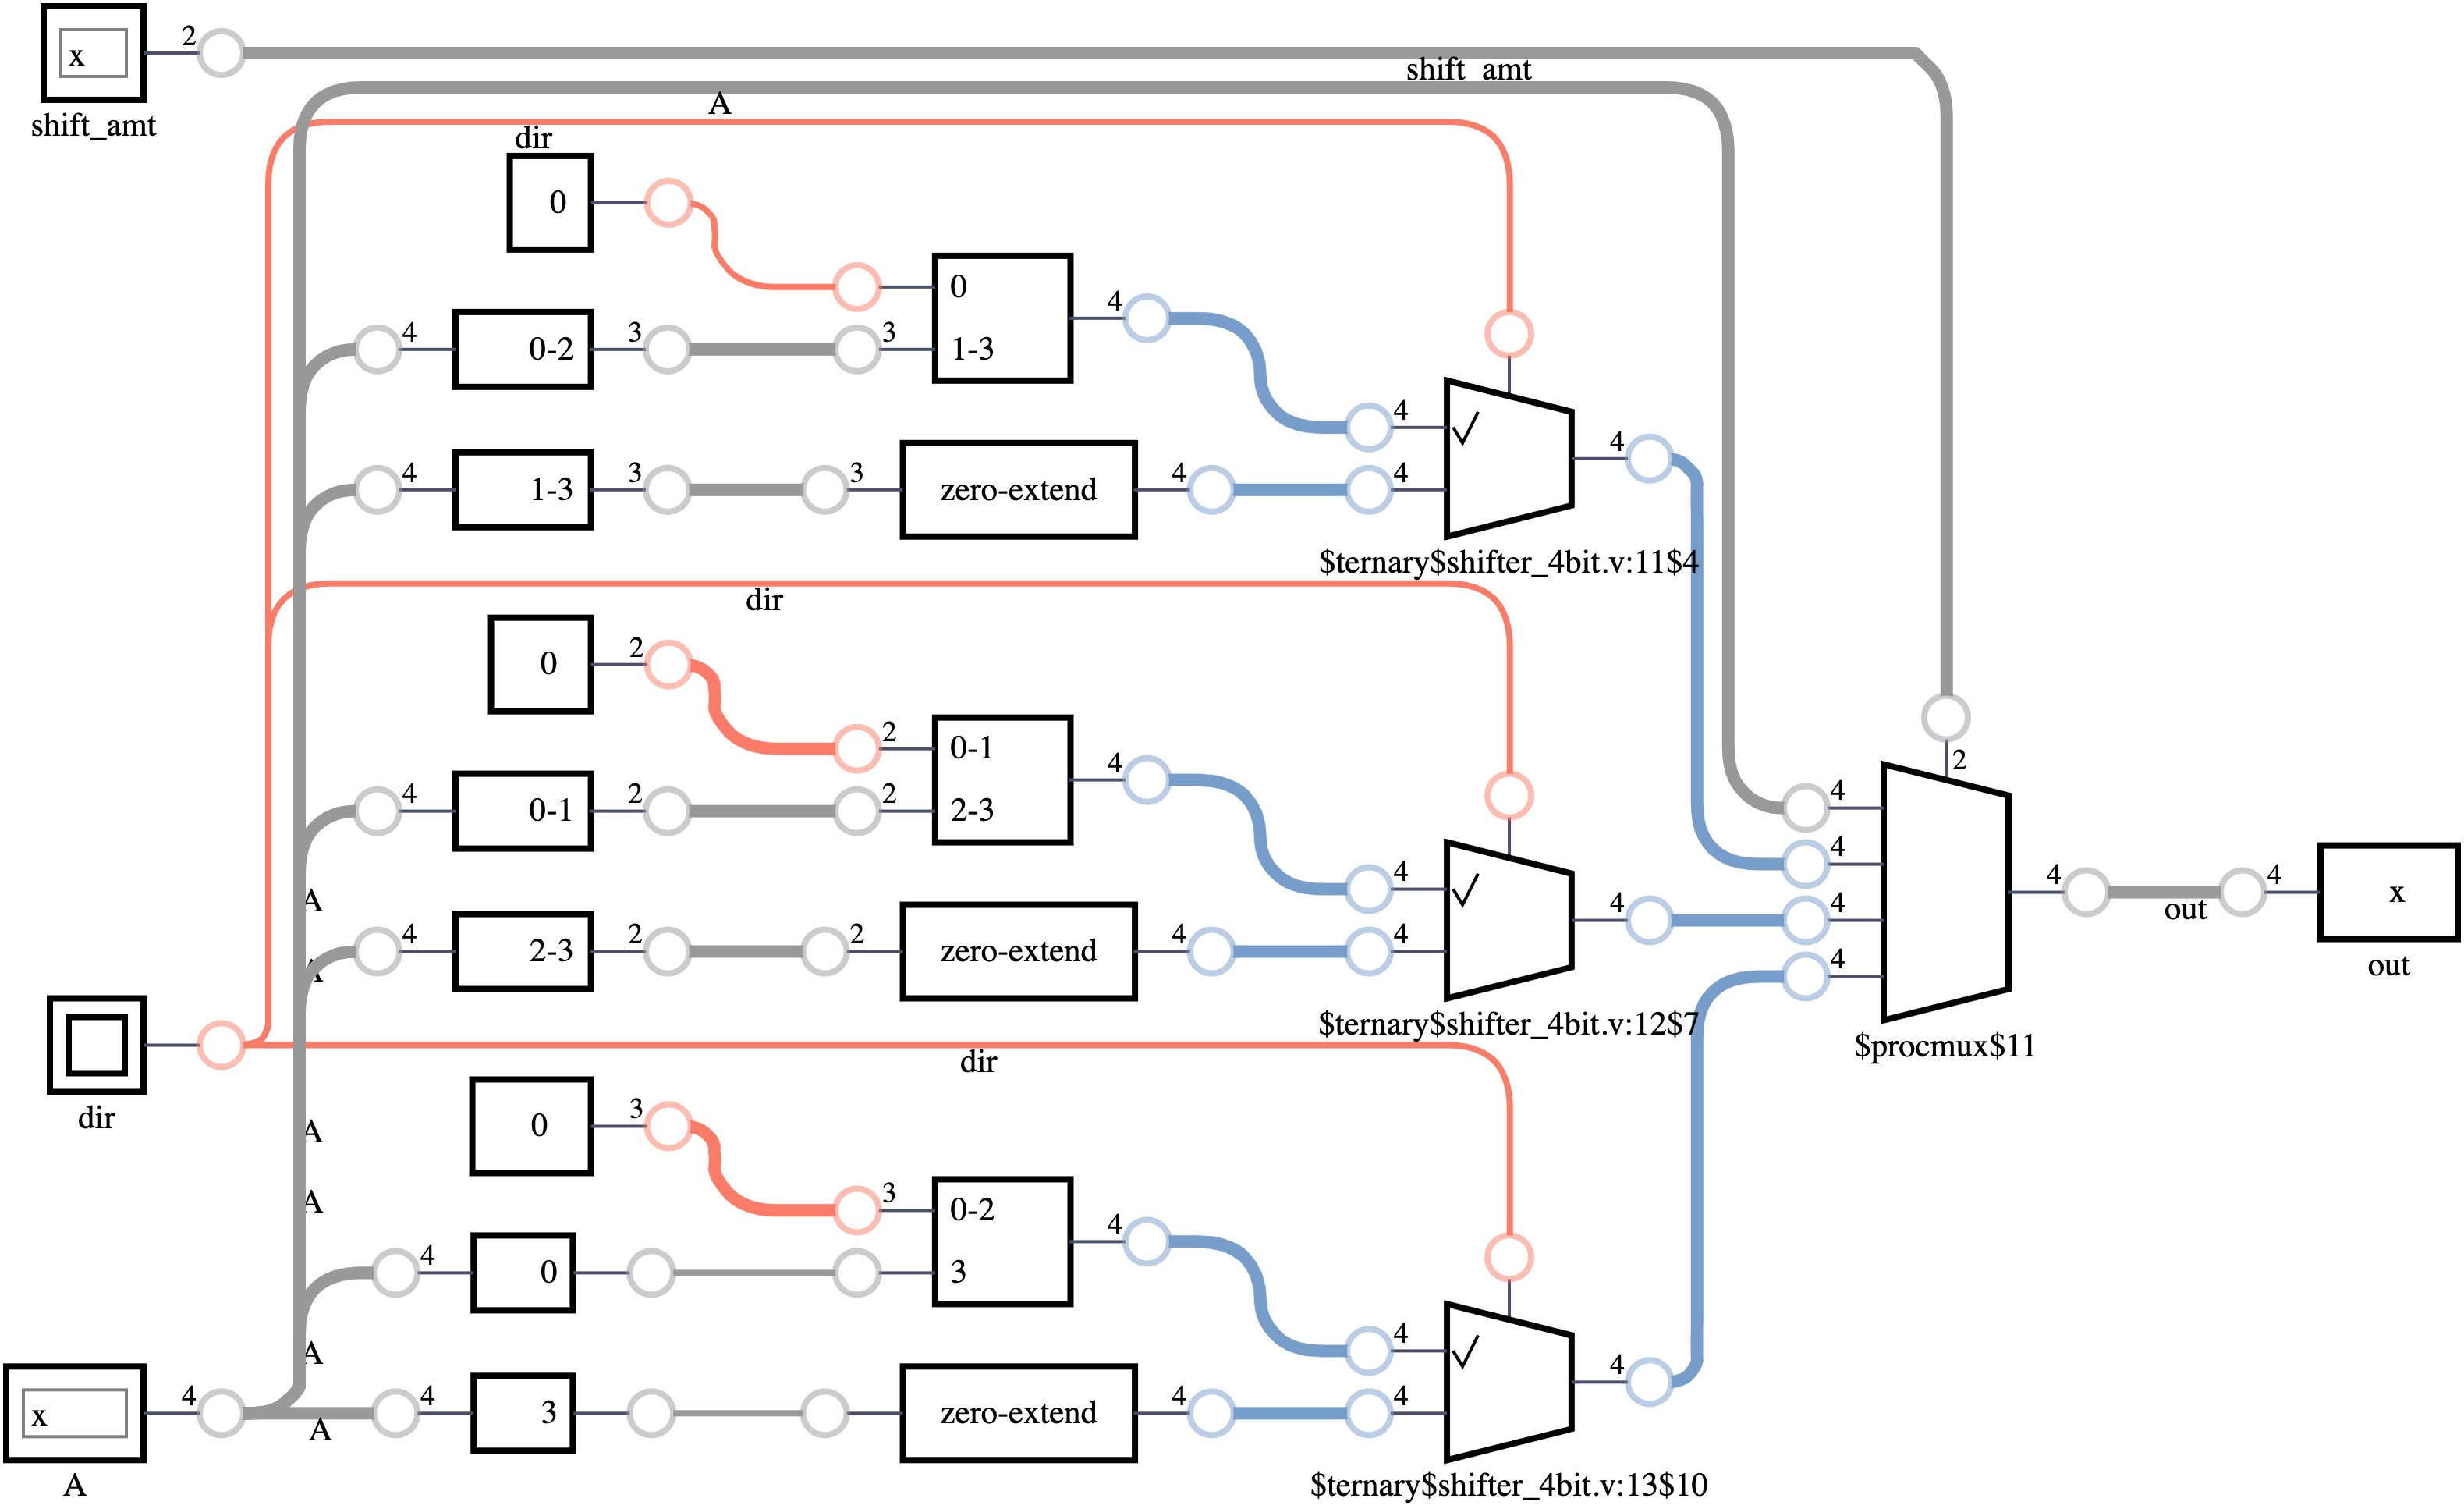 2
x
shift_amt
shift_amt
A
dir
0
0
4
0-2
3
3
1-3
4
4
4
1-3
3
3
zero-extend
4
4
4
$ternary$shifter_4bit.v:11$4
dir
0
2
2
0-1
4
0-1
2
2
2-3
4
4
A
4
2-3
2
2
zero-extend
4
4
4
A
$ternary$shifter_4bit.v:12$7
2
4
4
4
4
4
4
x
out
out
$procmux$11
dir
dir
0
3
3
0-2
4
A
A
4
0
3
4
A
4
x
A
4
A
4
3
zero-extend
4
4
4
$ternary$shifter_4bit.v:13$10